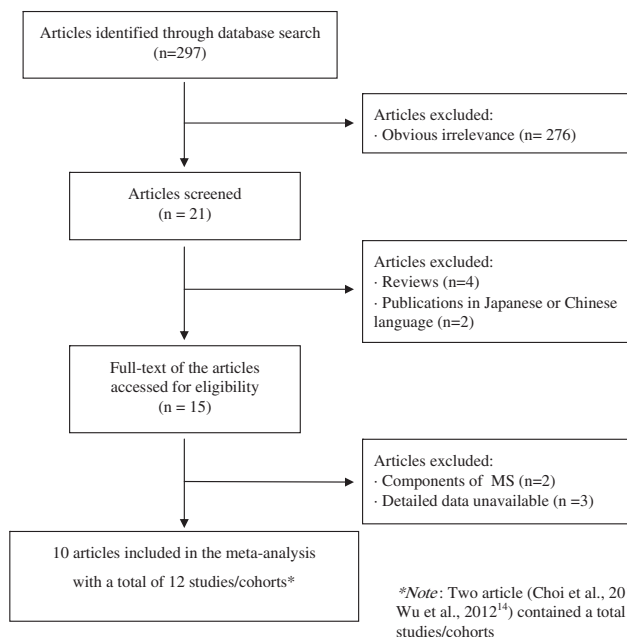 Articles identified through database search
(n=297)
Articles excluded:
· Obvious irrelevance (n= 276)
Articles screened
(n = 21)
Articles excluded:
· Reviews (n=4)
· Publications in Japanese or Chinese
language (n=2)
Full-text of the articles
accessed for eligibility
(n = 15)
Articles excluded:
· Components of MS (n=2)
· Detailed data unavailable (n =3)
10 articles included in the meta-analysis
with a total of 12 studies/cohorts*
*Note: Two article (Choi et al., 20
Wu et al., 2012¹⁴) contained a total
studies/cohorts